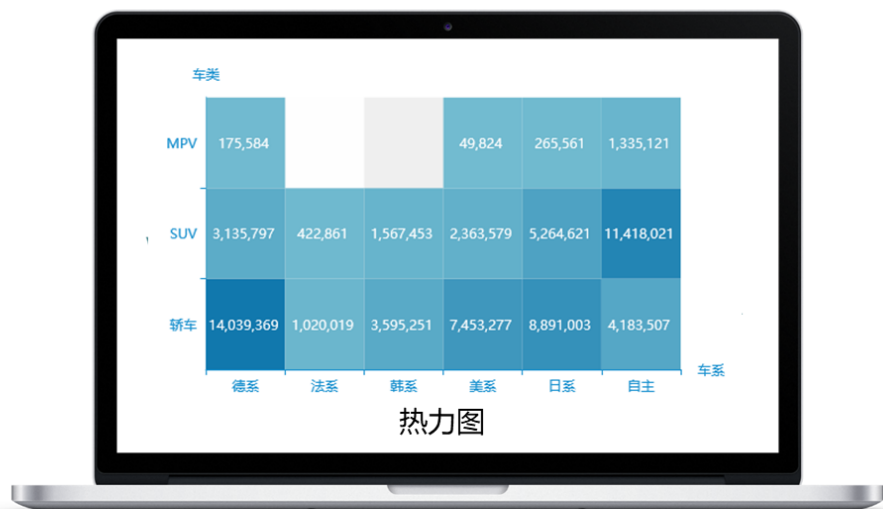 车类
MPV 175,584 49,824 265,561 1,335,121
SUV 3,135,797 422,861 1,567,453 2,363,579 5,264,621 11,418,021
轿车 14,039,369 1,020,019 3,595,251 7,453,277 8,891,003 4,183,507
车系
德系 法系 韩系 美系 日系 自主
热力图